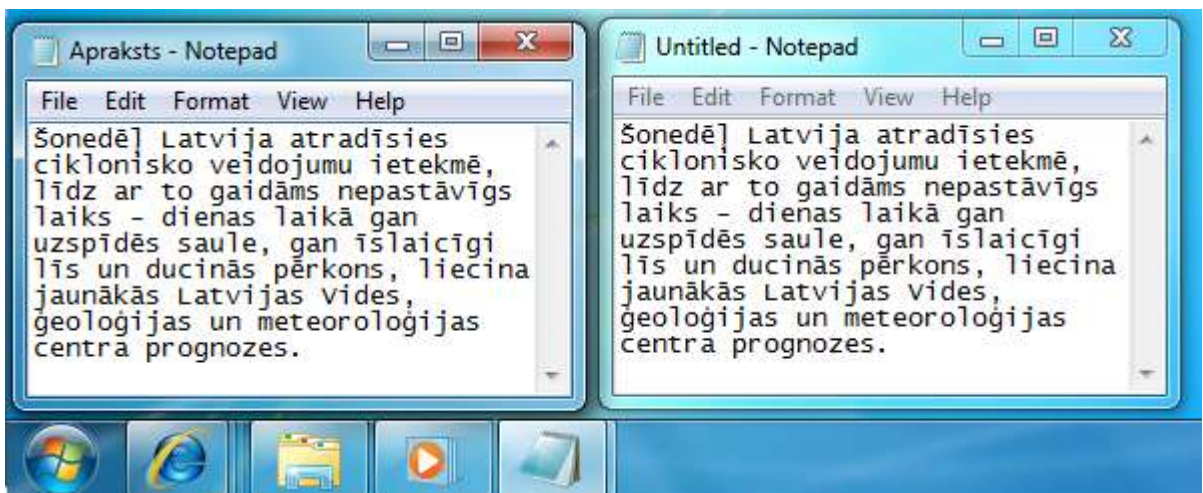 Apraksts - Notepad
File Edit Format View Help
Šonedēļ Latvija atradīsies
ciklonisko veidojumu ietekmē,
līdz ar to gaidāms nepastāvīgs
laiks - dienas laikā gan
uzspīdēs saule, gan īslaicīgi
līs un ducinās pērkons, liecina
jaunākās Latvijas Vides,
ģeoloģijas un meteoroloģijas
centra prognozes.
Untitled - Notepad
File Edit Format View Help
Šonedēļ Latvija atradīsies
ciklonisko veidojumu ietekmē,
līdz ar to gaidāms nepastāvīgs
laiks - dienas laikā gan
uzspīdēs saule, gan īslaicīgi
līs un ducinās pērkons, liecina
jaunākās Latvijas Vides,
ģeoloģijas un meteoroloģijas
centra prognozes.